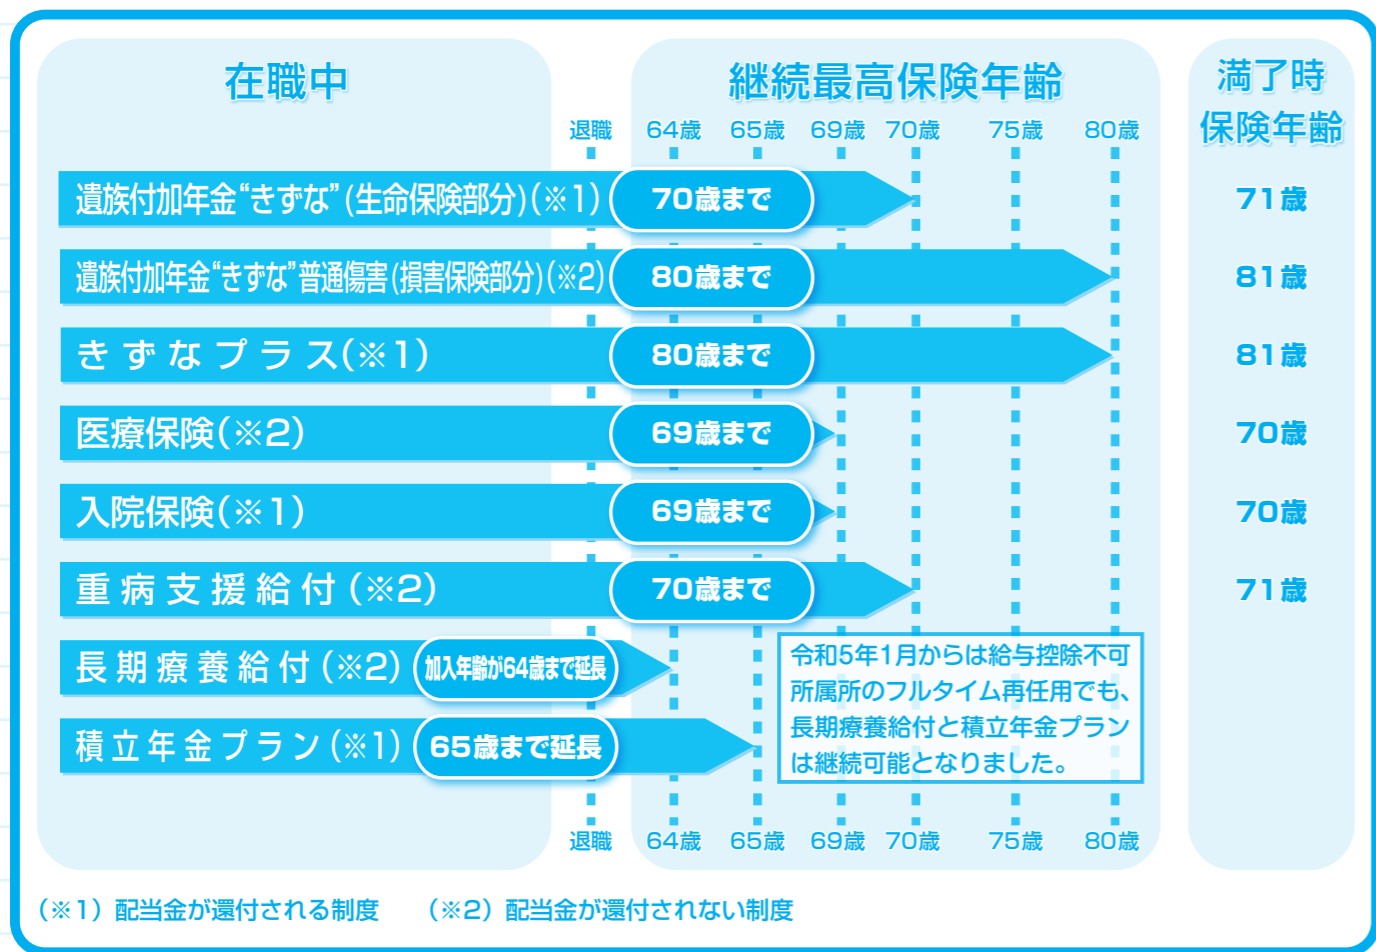 在職中
継続最高保険年齢
満了時
保険年齢
退職 64歳 65歳 69歳 70歳 75歳 80歳
遺族付加年金“きずな”(生命保険部分)(※1) 70歳まで 71歳
遺族付加年金“きずな”普通傷害(損害保険部分)(※2) 80歳まで 81歳
きずなプラス(※1) 80歳まで 81歳
医療保険(※2) 69歳まで 70歳
入院保険(※1) 69歳まで 70歳
重病支援給付(※2) 70歳まで 71歳
長期療養給付(※2) 加入年齢が64歳まで延長
積立年金プラン(※1) 65歳まで延長
令和5年1月からは給与控除不可
所属所のフルタイム再任用でも、
長期療養給付と積立年金プラン
は継続可能となりました。
退職 64歳 65歳 69歳 70歳 75歳 80歳
(※1)配当金が還付される制度 (※2)配当金が還付されない制度